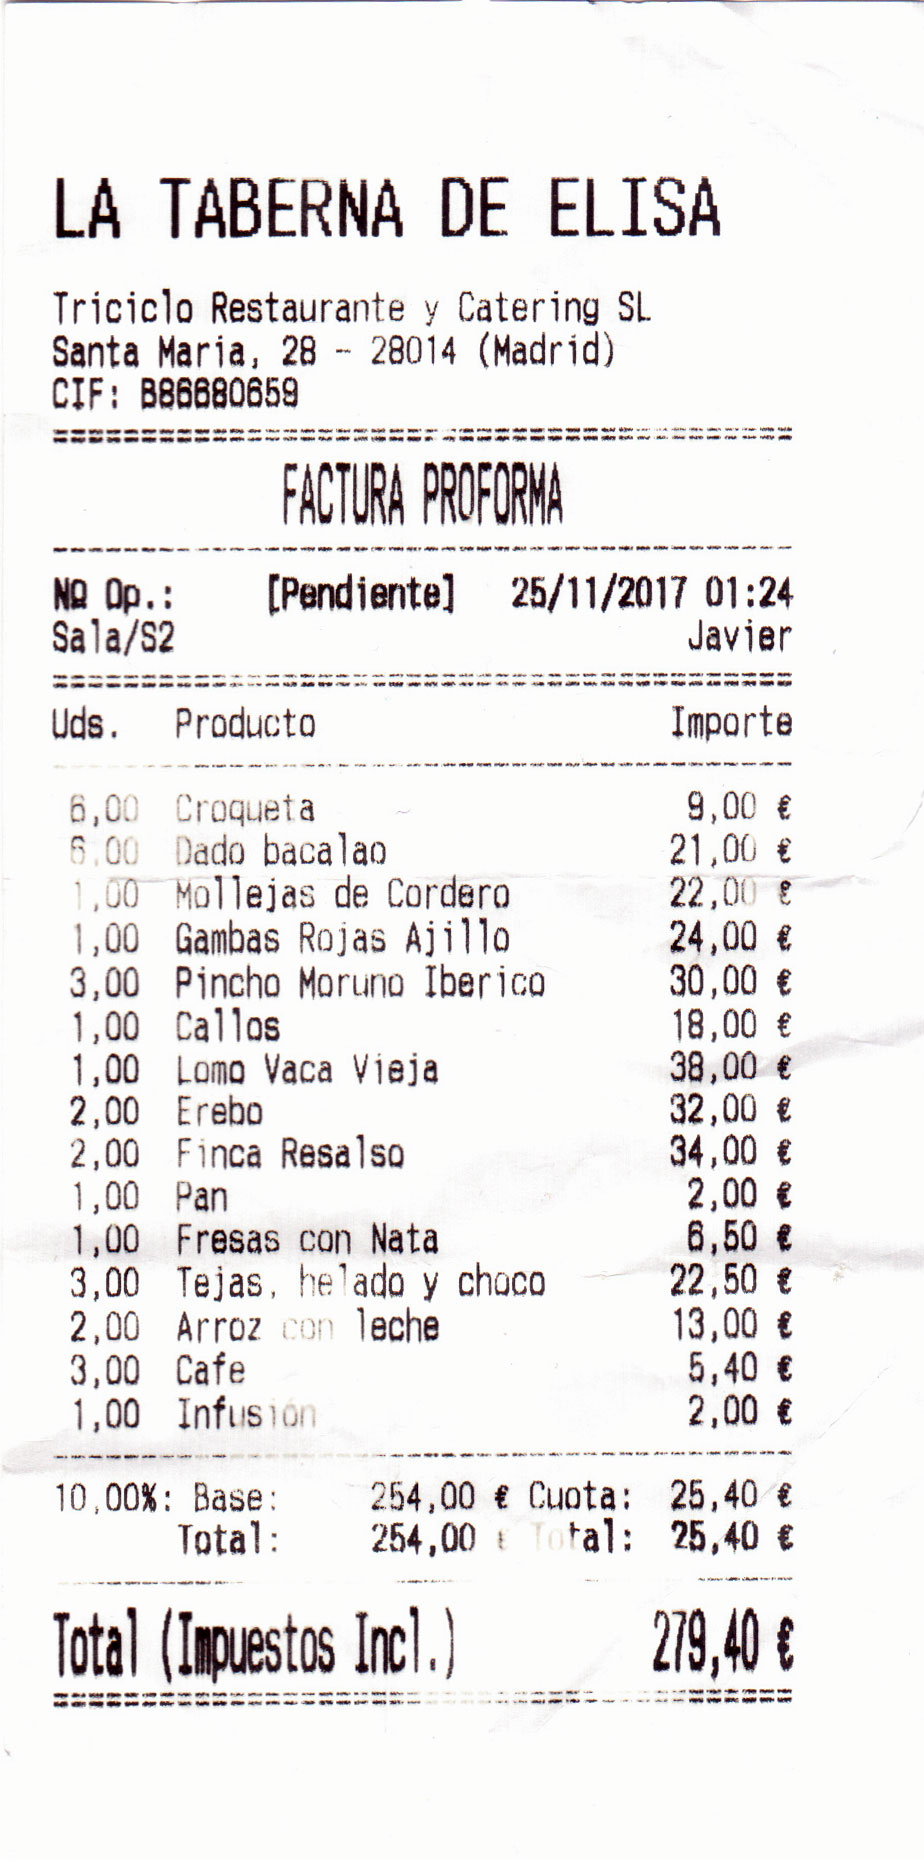 LA TABERNA DE ELISA
Triciclo Restaurante y Catering SL
Santa Maria, 28 - 28014 (Madrid)
CIF: B86680659
FACTURA PROFORMA
Nº Op.: [Pendiente] 25/11/2017 01:24
Sala/S2 Javier
Uds. Producto Importe
6,00 Croqueta 9,00 €
6,00 Dado bacalao 21,00 €
1,00 Mollejas de Cordero 22,00 €
1,00 Gambas Rojas Ajillo 24,00 €
3,00 Pincho Moruno Iberico 30,00 €
1,00 Callos 18,00 €
1,00 Lomo Vaca Vieja 38,00 €
2,00 Erebo 32,00 €
2,00 Finca Resalso 34,00 €
1,00 Pan 2,00 €
1,00 Fresas con Nata 6,50 €
3,00 Tejas, helado y choco 22,50 €
2,00 Arroz con leche 13,00 €
3,00 Cafe 5,40 €
1,00 Infusión 2,00 €
10,00%: Base: 254,00 € Cuota: 25,40 €
Total: 254,00 € Total: 25,40 €
Total (Impuestos Incl.) 279,40 €